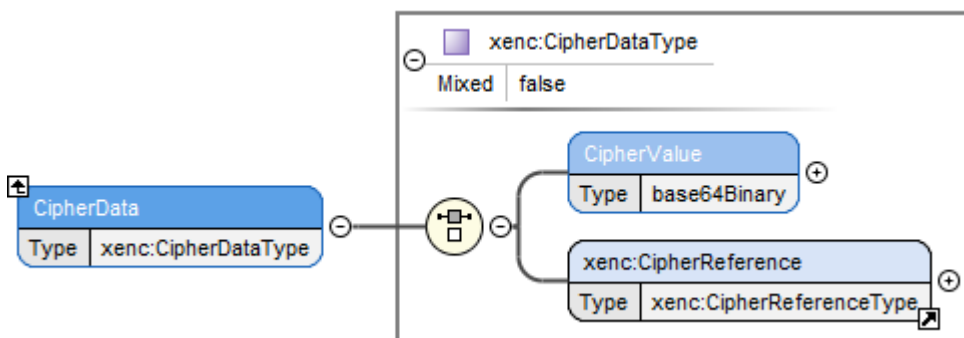 xenc:CipherDataType
Mixed false
CipherValue
Type base64Binary
CipherData
Type xenc:CipherDataType
xenc:CipherReference
Type xenc:CipherReferenceType